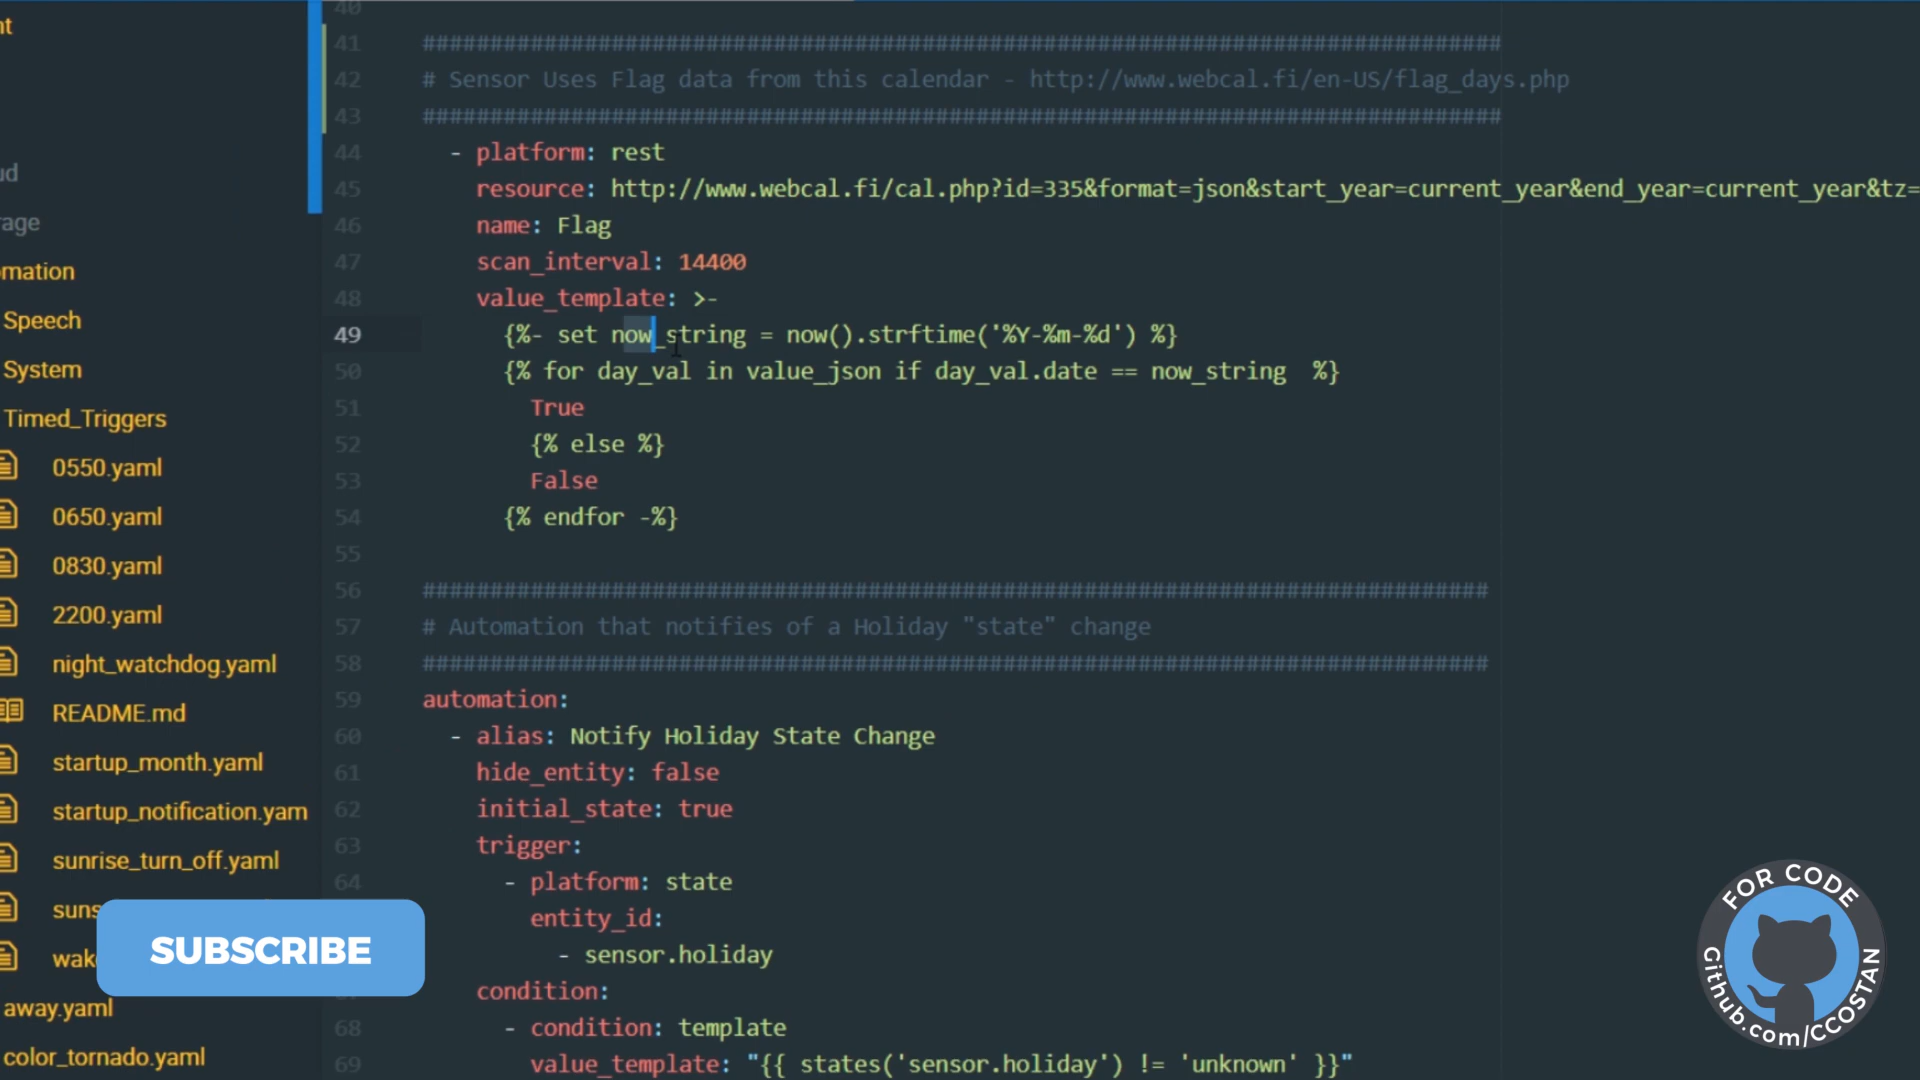 nt
ud
rage
mation
Speech
System
Timed_Triggers
0550.yaml
0650.yaml
0830.yaml
2200.yaml
night_watchdog.yaml
README.md
startup_month.yaml
startup_notification.yam
sunrise_turn_off.yaml
suns
wak
away.yaml
color_tornado.yaml
40
41 ################################################################################
42 # Sensor Uses Flag data from this calendar - http://www.webcal.fi/en-US/flag_days.php
43 ################################################################################
44 - platform: rest
45 resource: http://www.webcal.fi/cal.php?id=335&format=json&start_year=current_year&end_year=current_year&tz=
46 name: Flag
47 scan_interval: 14400
48 value_template: >-
49 {%- set now_string = now().strftime('%Y-%m-%d') %}
50 {% for day_val in value_json if day_val.date == now_string  %}
51 True
52 {% else %}
53 False
54 {% endfor -%}
55
56 ###############################################################################
57 # Automation that notifies of a Holiday "state" change
58 ###############################################################################
59 automation:
60 - alias: Notify Holiday State Change
61 hide_entity: false
62 initial_state: true
63 trigger:
64 - platform: state
entity_id:
- sensor.holiday
condition:
68 - condition: template
69 value_template: "{{ states('sensor.holiday') != 'unknown' }}"
SUBSCRIBE
FOR CODE
Github.com/CCOSTAN